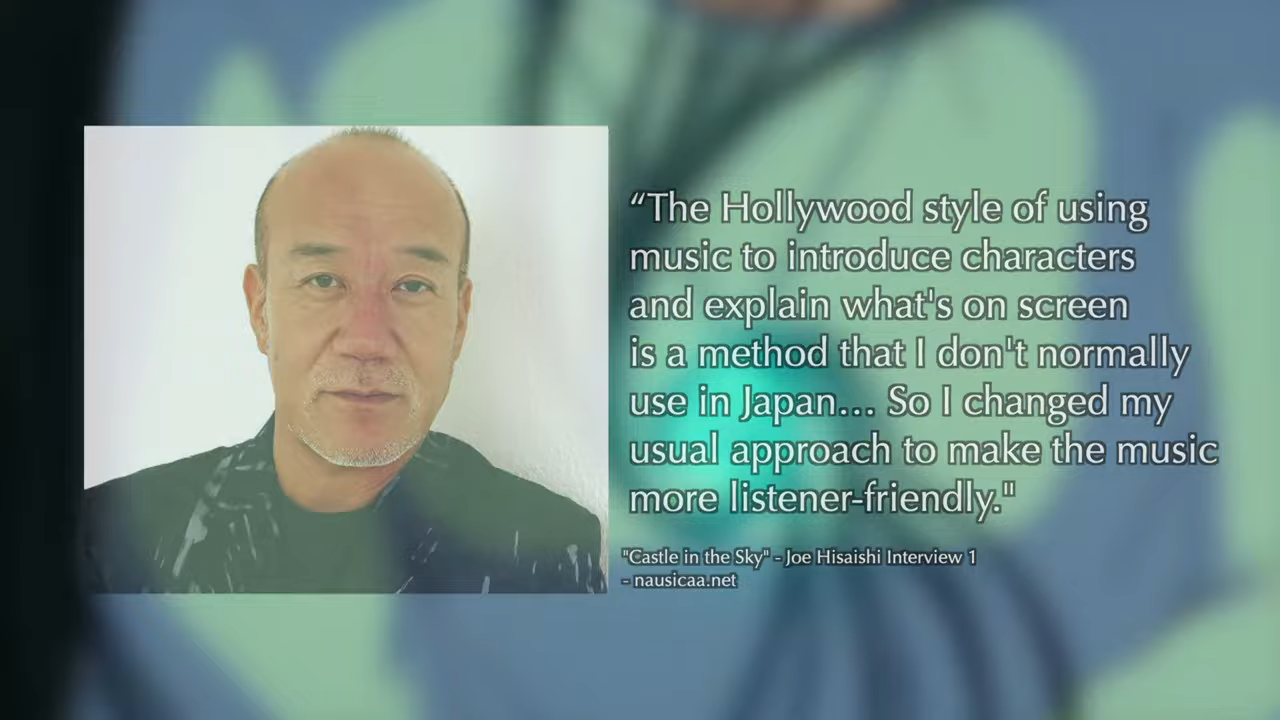 “The Hollywood style of using
music to introduce characters
and explain what's on screen
is a method that I don't normally
use in Japan... So I changed my
usual approach to make the music
more listener-friendly."
"Castle in the Sky" - Joe Hisaishi Interview 1
- nausicaa.net